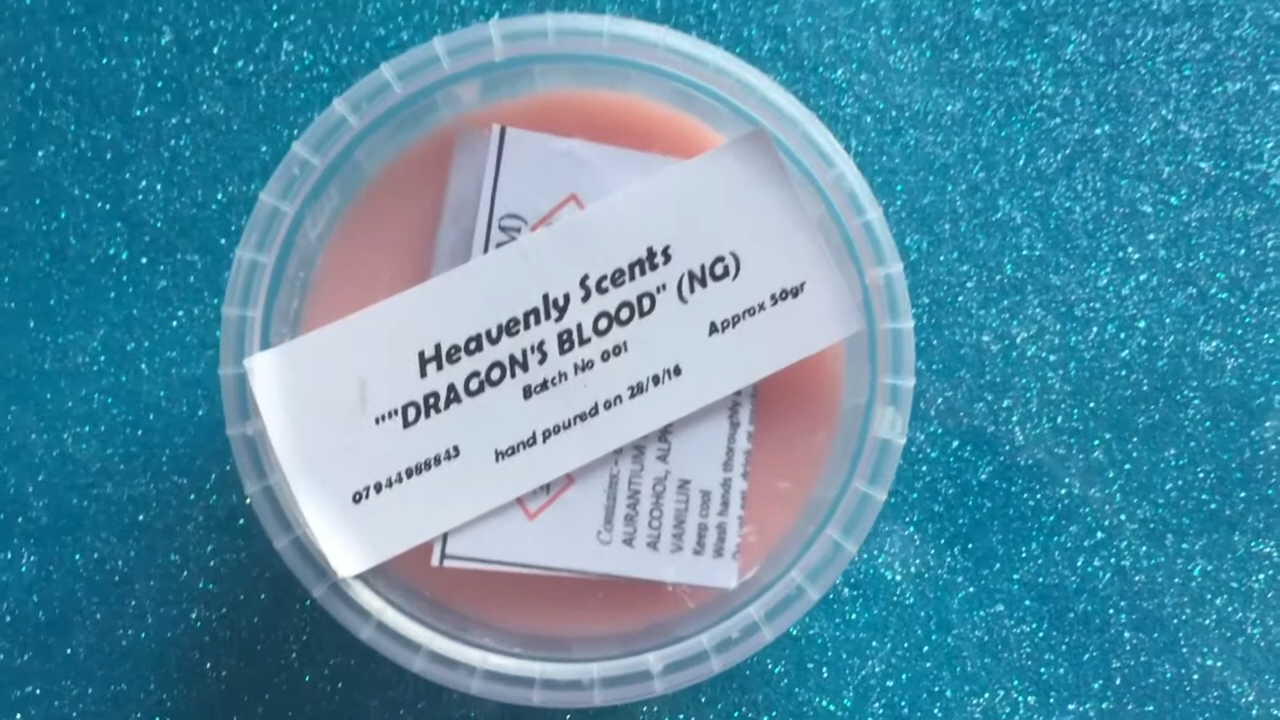 Heavenly Scents
""DRAGON'S BLOOD" (NG)
Batch No 001
Approx 50gr
07944988843
hand poured on 28/9/16
M)
Contains:-
AURANTIUM
ALCOHOL, ALPH
VANILLIN
Keep cool
Wash hands thoroughly